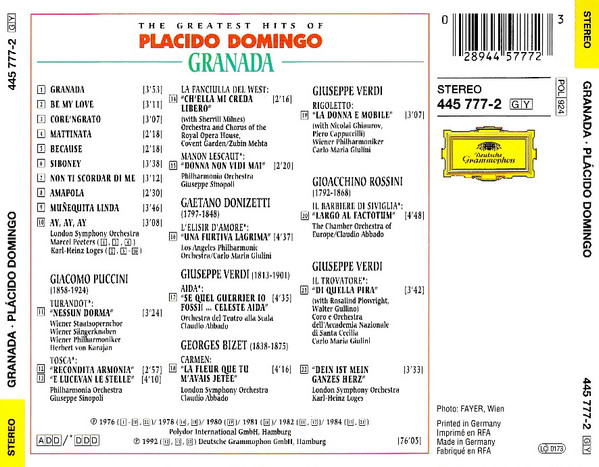 THE GREATEST HITS OF
PLACIDO DOMINGO
GRANADA
1 GRANADA [3'53]
2 BE MY LOVE [3'11]
3 CORE'NGRATO [3'07]
4 MATTINATA [2'18]
5 BECAUSE [2'18]
6 SIBONEY [3'38]
7 NON TI SCORDAR DI ME [3'12]
8 AMAPOLA [2'30]
9 MUÑEQUITA LINDA [3'46]
10 AY, AY, AY [3'08]
London Symphony Orchestra
Marcel Peeters
Karl-Heinz Loges
GIACOMO PUCCINI
(1858-1924)
TURANDOT*:
11 "NESSUN DORMA" [3'24]
Wiener Staatsopernchor
Wiener Sängerknaben
Wiener Philharmoniker
Herbert von Karajan
TOSCA*:
12 "RECONDITA ARMONIA" [2'57]
13 "E LUCEVAN LE STELLE" [4'10]
Philharmonia Orchestra
Giuseppe Sinopoli
LA FANCIULLA DEL WEST:
14 "CH'ELLA MI CREDA [2'16]
LIBERO"
(with Sherrill Milnes)
Orchestra and Chorus of the
Royal Opera House,
Covent Garden/Zubin Mehta
MANON LESCAUT*:
15 "DONNA NON VIDI MAI" [2'20]
Philharmonia Orchestra
Giuseppe Sinopoli
GAETANO DONIZETTI
(1797-1848)
L'ELISIR D'AMORE*:
16 "UNA FURTIVA LAGRIMA" [4'37]
Los Angeles Philharmonic
Orchestra/Carlo Maria Giulini
GIUSEPPE VERDI (1813-1901)
AIDA*:
17 "SE QUEL GUERRIER IO [4'35]
FOSSI! ... CELESTE AIDA"
Orchestra del Teatro alla Scala
Claudio Abbado
GEORGES BIZET (1838-1875)
CARMEN:
18 "LA FLEUR QUE TU [4'16]
M'AVAIS JETÉE"
London Symphony Orchestra
Claudio Abbado
GIUSEPPE VERDI
RIGOLETTO:
19 "LA DONNA E MOBILE" [3'07]
(with Nicolai Ghiaurov,
Piero Cappuccilli)
Wiener Philharmoniker
Carlo Maria Giulini
GIOACCHINO ROSSINI
(1792-1868)
IL BARBIERE DI SIVIGLIA*:
20 "LARGO AL FACTOTUM" [4'48]
The Chamber Orchestra of
Europe/Claudio Abbado
GIUSEPPE VERDI
IL TROVATORE*:
21 "DI QUELLA PIRA" [3'42]
(with Rosalind Plowright,
Walter Gullino)
Coro e Orchestra
dell'Accademia Nazionale
di Santa Cecilia
Carlo Maria Giulini
22 "DEIN IST MEIN [3'33]
GANZES HERZ"
London Symphony Orchestra
Karl-Heinz Loges
Polydor International GmbH, Hamburg
Deutsche Grammophon GmbH, Hamburg
[76'05]
ADD/*DDD
0 28944 57772 3
STEREO
445 777-2 GY
POL 924
Deutsche
Grammophon
Photo: FAYER, Wien
Printed in Germany
Imprimé en RFA
Made in Germany
Fabriqué en RFA
LC 0173
STEREO GRANADA · PLÁCIDO DOMINGO 445 777-2 GY
STEREO GRANADA · PLÁCIDO DOMINGO 445 777-2 GY